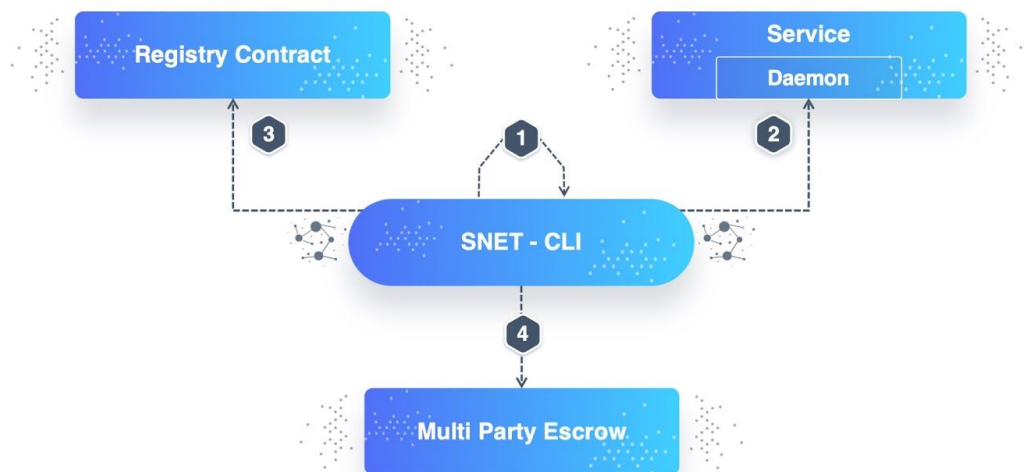 Registry Contract
Service
Daemon
3
1
2
SNET - CLI
4
Multi Party Escrow